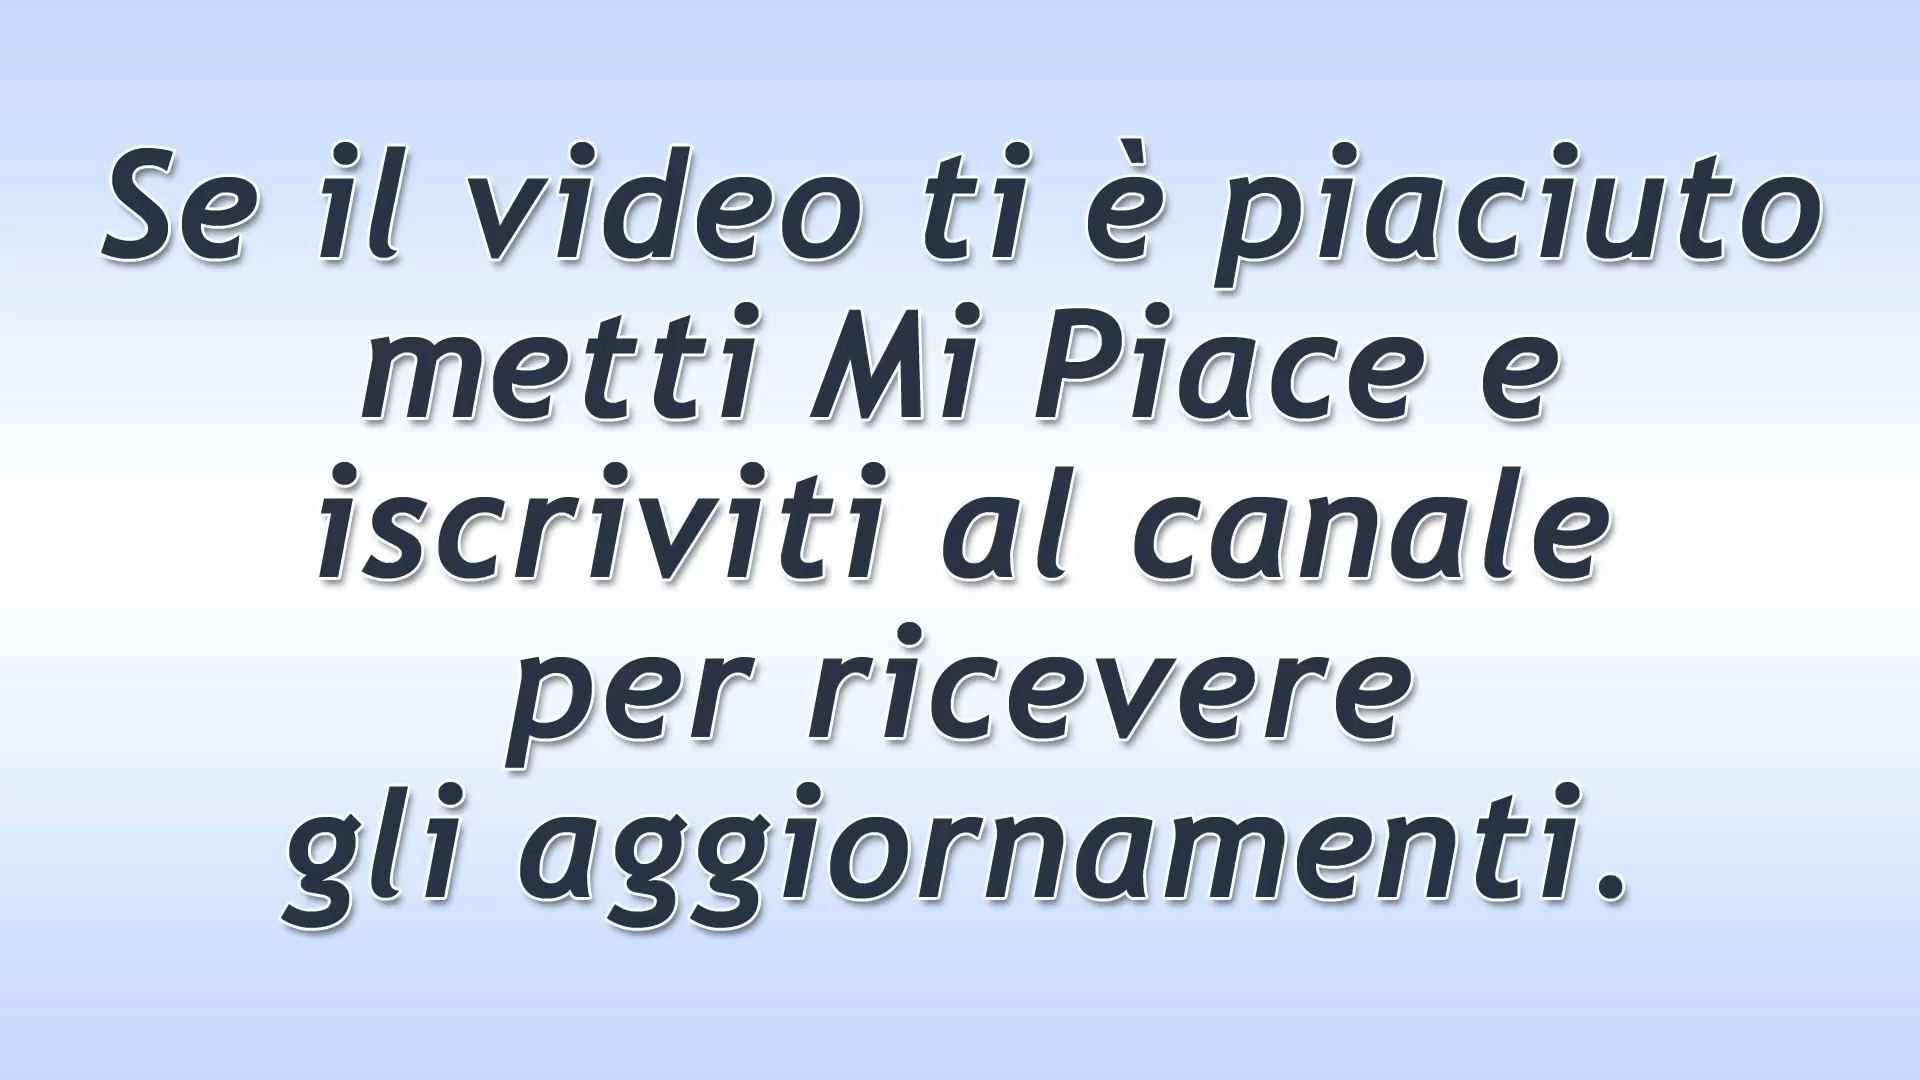 Se il video ti è piaciuto
metti Mi Piace e
iscriviti al canale
per ricevere
gli aggiornamenti.